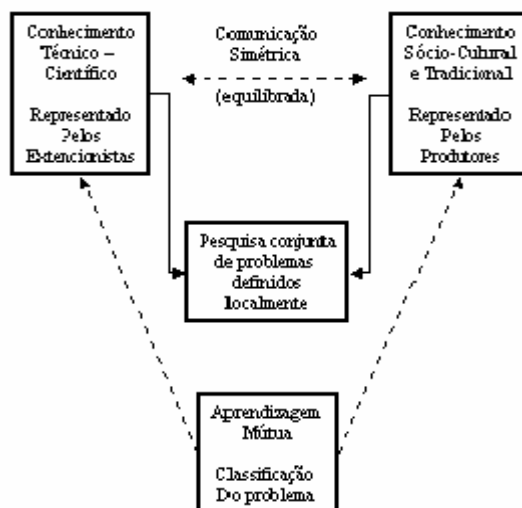 Conhecimento
Técnico –
Científico
Representado
Pelos
Extencionistas
Comunicação
Simétrica
(equilibrada)
Conhecimento
Sócio-Cultural
e Tradicional
Representado
Pelos
Produtores
Pesquisa conjunta
de problemas
definidos
localmente
Aprendizagem
Mútua
Classificação
Do problema